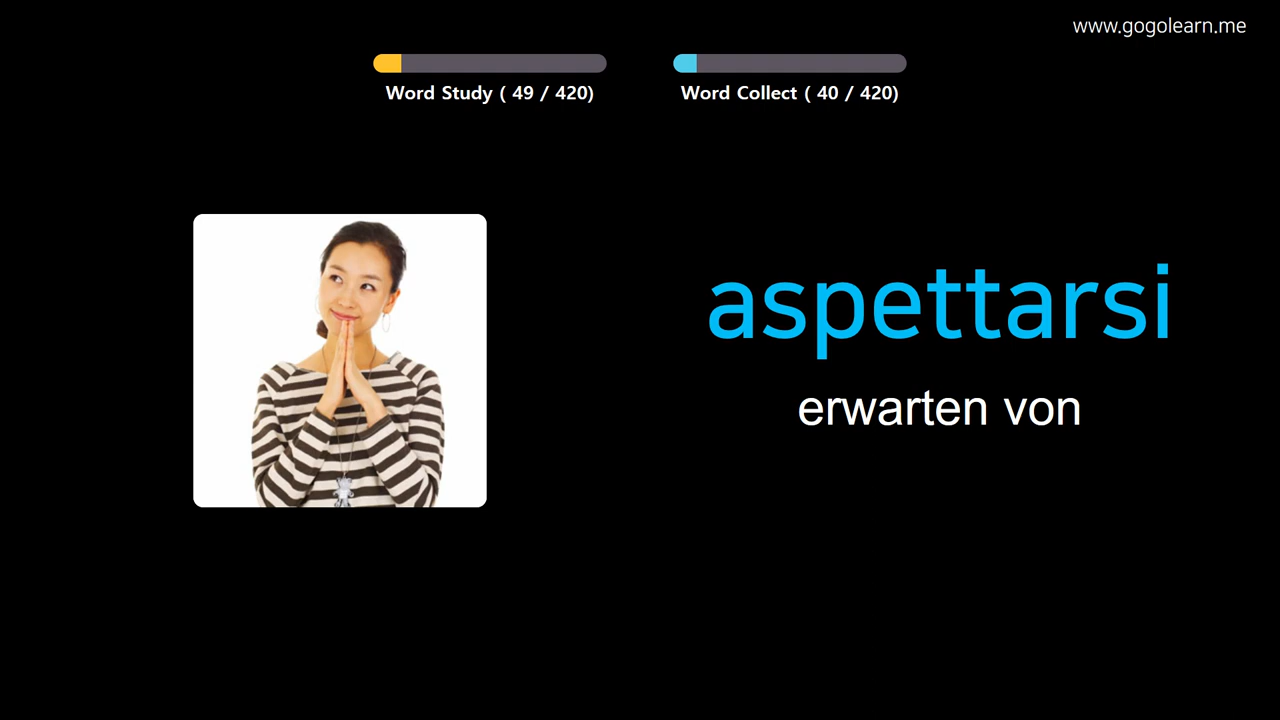 www.gogolearn.me
Word Study ( 49 / 420)
Word Collect ( 40 / 420)
aspettarsi
erwarten von